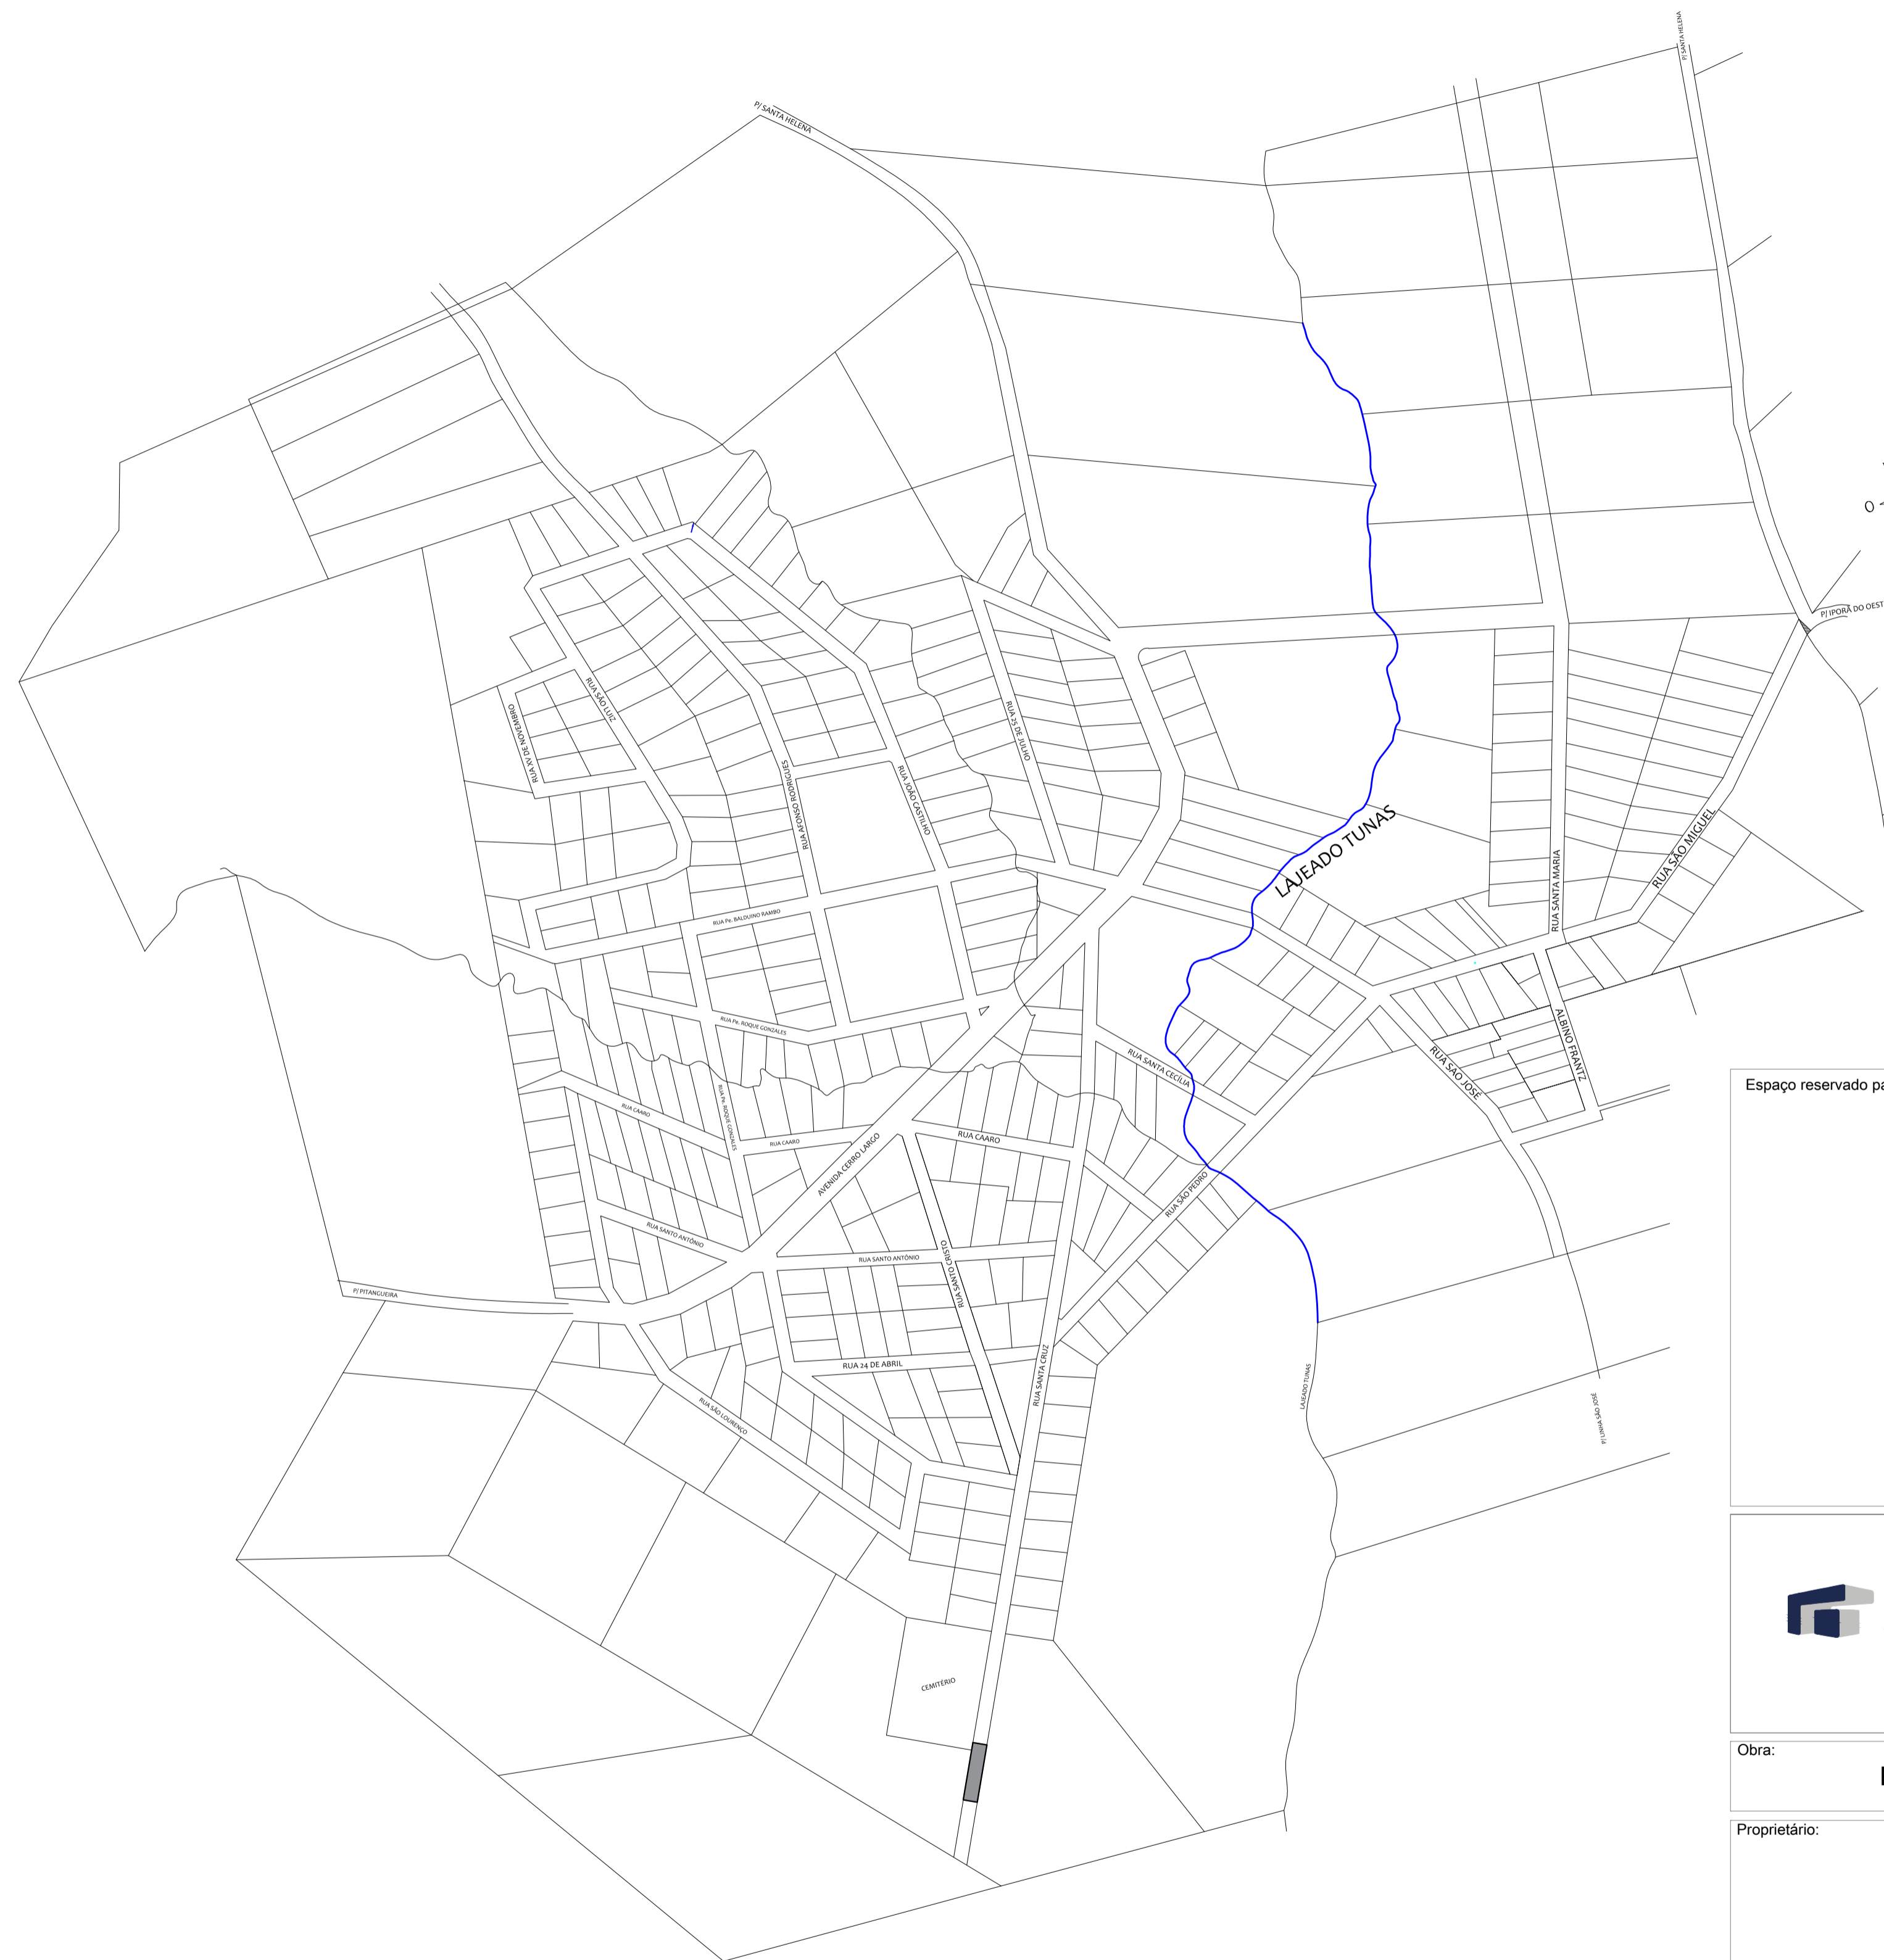 P/ SANTA HELENA
P/ SANTA HELENA
P/ IPORÃ DO OEST
RUA SÃO LUIZ
RUA XV DE NOVEMBRO
RUA 25 DE JULHO
RUA AFONSO RODRIGUES
RUA JOÃO CASTILHO
LAJEADO TUNAS
RUA SÃO MIGUEL
RUA SANTA MARIA
RUA Pe. BALDUINO RAMBO
RUA Pe. ROQUE GONZALES
ALBINO FRANTZ
RUA SANTA CECÍLIA
RUA SÃO JOSÉ
Espaço reservado pa
RUA CAARO
RUA Pe. ROQUE GONZALES
RUA CAARO
RUA CAARO
AVENIDA CERRO LARGO
RUA SÃO PEDRO
RUA SANTO ANTÔNIO
RUA SANTO ANTÔNIO
RUA SANTO CRISTO
P/ PITANGUEIRA
RUA 24 DE ABRIL
RUA SANTA CRUZ
LAJEADO TUNAS
P/ LINHA SÃO JOSÉ
RUA SÃO LOURENÇO
CEMITÉRIO
Obra:
Proprietário: